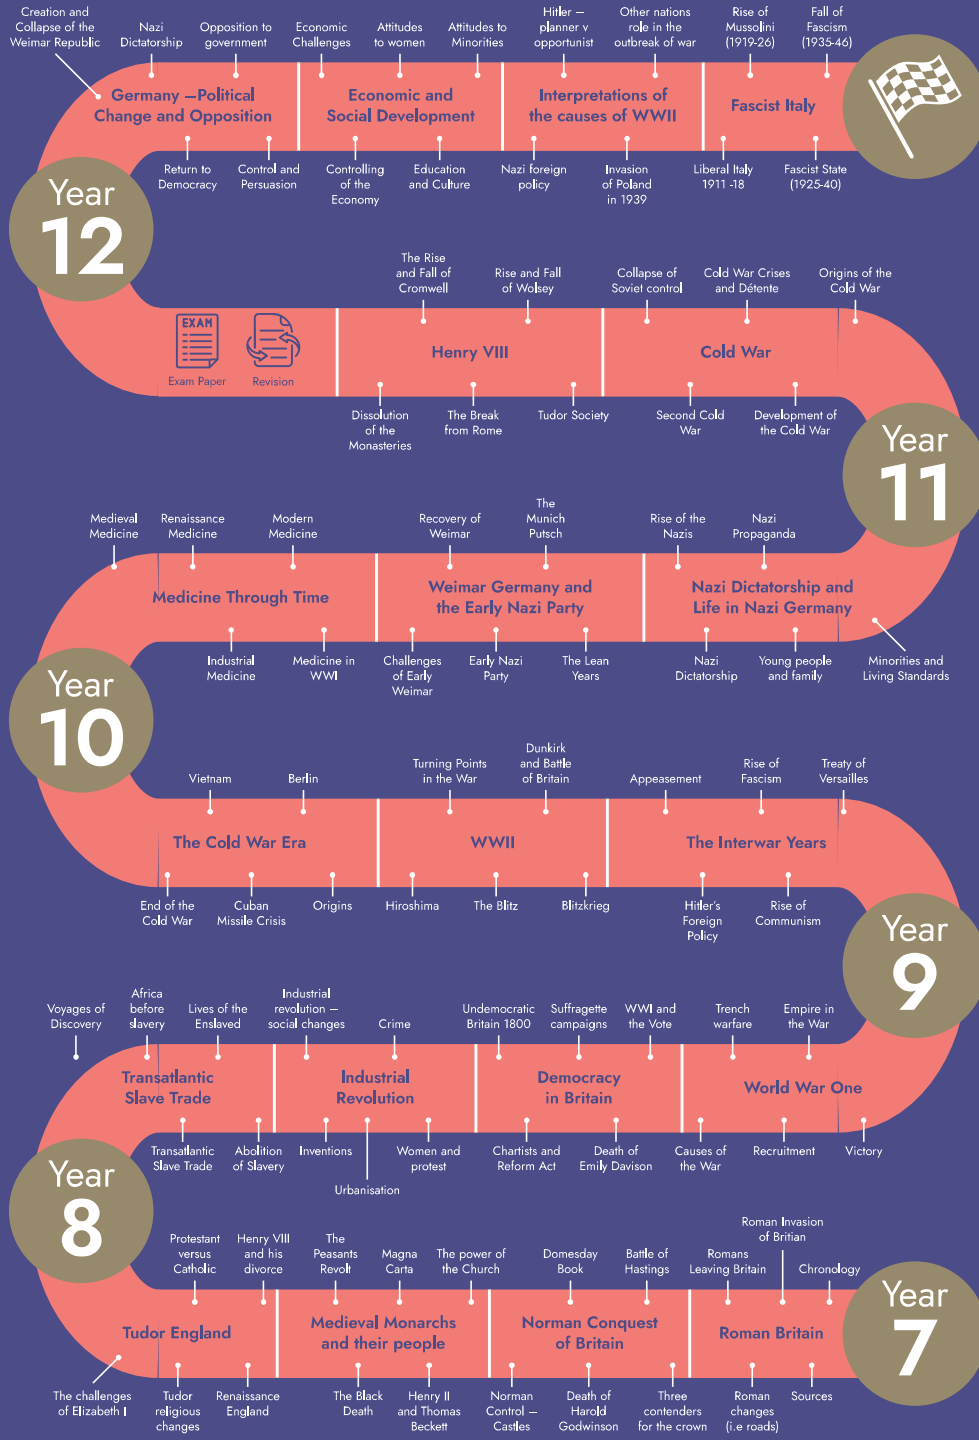 Creation and
Collapse of the
Weimar Republic
Nazi
Dictatorship
Opposition to
government
Economic
Challenges
Attitudes
to women
Attitudes to
Minorities
Hitler –
planner v
opportunist
Other nations
role in the
outbreak of war
Rise of
Mussolini
(1919-26)
Fall of
Fascism
(1935-46)
Germany –Political
Change and Opposition
Economic and
Social Development
Interpretations of
the causes of WWII
Fascist Italy
Return to
Democracy
Control and
Persuasion
Controlling
of the
Economy
Education
and Culture
Nazi foreign
policy
Invasion
of Poland
in 1939
Liberal Italy
1911 -18
Fascist State
(1925-40)
Year
12
The Rise
and Fall of
Cromwell
Rise and Fall
of Wolsey
Collapse of
Soviet control
Cold War Crises
and Détente
Origins of the
Cold War
EXAM
Exam Paper
Revision
Henry VIII
Cold War
Dissolution
of the
Monasteries
The Break
from Rome
Tudor Society
Second Cold
War
Development of
the Cold War
Year
11
Medieval
Medicine
Renaissance
Medicine
Modern
Medicine
Recovery of
Weimar
The
Munich
Putsch
Rise of the
Nazis
Nazi
Propaganda
Medicine Through Time
Weimar Germany and
the Early Nazi Party
Nazi Dictatorship and
Life in Nazi Germany
Industrial
Medicine
Medicine in
WWI
Challenges
of Early
Weimar
Early Nazi
Party
The Lean
Years
Nazi
Dictatorship
Young people
and family
Minorities and
Living Standards
Year
10
Vietnam
Berlin
Turning Points
in the War
Dunkirk
and Battle
of Britain
Appeasement
Rise of
Fascism
Treaty of
Versailles
The Cold War Era
WWII
The Interwar Years
End of the
Cold War
Cuban
Missile Crisis
Origins
Hiroshima
The Blitz
Blitzkrieg
Hitler's
Foreign
Policy
Rise of
Communism
Year
9
Voyages of
Discovery
Africa
before
slavery
Lives of the
Enslaved
Industrial
revolution –
social changes
Crime
Undemocratic
Britain 1800
Suffragette
campaigns
WWI and
the Vote
Trench
warfare
Empire in
the War
Transatlantic
Slave Trade
Industrial
Revolution
Democracy
in Britain
World War One
Transatlantic
Slave Trade
Abolition
of Slavery
Inventions
Urbanisation
Women and
protest
Chartists and
Reform Act
Death of
Emily Davison
Causes of
the War
Recruitment
Victory
Year
8
Protestant
versus
Catholic
Henry VIII
and his
divorce
The
Peasants
Revolt
Magna
Carta
The power of
the Church
Domesday
Book
Battle of
Hastings
Romans
Leaving Britain
Roman Invasion
of Britian
Chronology
Tudor England
Medieval Monarchs
and their people
Norman Conquest
of Britain
Roman Britain
Year
7
The challenges
of Elizabeth I
Tudor
religious
changes
Renaissance
England
The Black
Death
Henry II
and Thomas
Beckett
Norman
Control –
Castles
Death of
Harold
Godwinson
Three
contenders
for the crown
Roman
changes
(i.e roads)
Sources